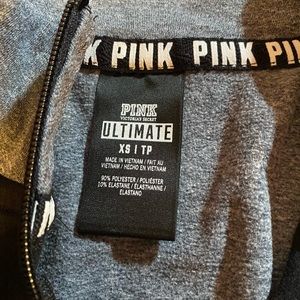 PINK PINK PINK
PINK
VICTORIA'S SECRET
ULTIMATE
XS | TP
MADE IN VIETNAM / FAIT AU
VIETNAM / HECHO EN VIETNAM
90% POLYESTER / POLIÉSTER
10% ELASTANE / ÉLASTHANNE /
ELASTANO